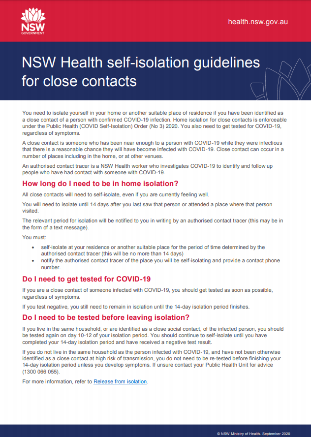 NSW
GOVERNMENT
health.nsw.gov.au
NSW Health self-isolation guidelines
for close contacts
You need to isolate yourself in your home or another suitable place of residence if you have been identified as
a close contact of a person with confirmed COVID-19 infection. Home isolation for close contacts is enforceable
under the Public Health (COVID Self-Isolation) Order (No 3) 2020. You also need to get tested for COVID-19,
regardless of symptoms.
A close contact is someone who has been near enough to a person with COVID-19 while they were infectious
that there is a reasonable chance they will have become infected with COVID-19. Close contact can occur in a
number of places including in the home, or at other venues.
An authorised contact tracer is a NSW Health worker who investigates COVID-19 to identify and follow up
people who have had contact with someone with COVID-19.
How long do I need to be in home isolation?
All close contacts will need to self-isolate, even if you are currently feeling well.
You will need to isolate until 14 days after you last saw that person or attended a place where that person
visited.
The relevant period for isolation will be notified to you in writing by an authorised contact tracer (this may be in
the form of a text message)
You must:
• self-isolate at your residence or another suitable place for the period of time determined by the
authorised contact tracer (this will be no more than 14 days)
• notify the authorised contact tracer of the place you will be self-isolating and provide a contact phone
number
Do I need to get tested for COVID-19
If you are a close contact of someone infected with COVID-19, you should get tested as soon as possible,
regardless of symptoms.
If you test negative, you still need to remain in isolation until the 14-day isolation period finishes.
Do I need to be tested before leaving isolation?
If you live in the same household, or are identified as a close social contact, of the infected person, you should
be tested again on day 10-12 of your isolation period. You should continue to self-isolate until you have
completed your 14-day isolation period and have received a negative test result.
If you do not live in the same household as the person infected with COVID-19, and have not been otherwise
identified as a close contact at high risk of transmission, you do not need to be re-tested before finishing your
14-day isolation period unless you develop symptoms. If unsure contact your Public Health Unit for advice
(1300 066 055).
For more information, refer to Release from isolation.
© NSW Ministry of Health. September 2020